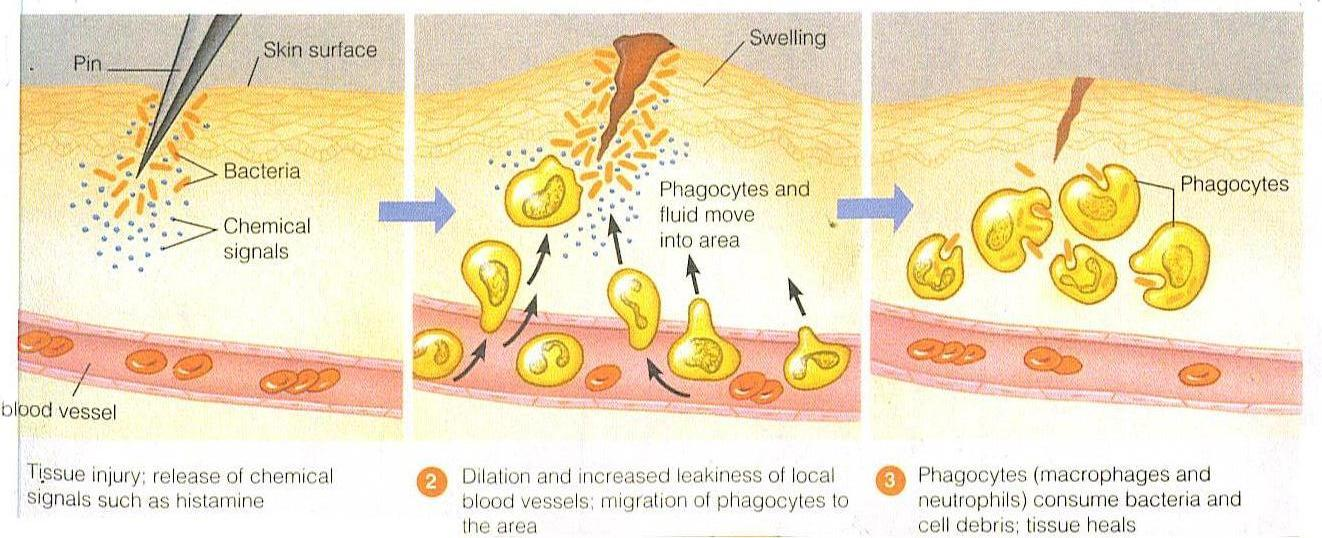 Pin
Skin surface
Bacteria
Chemical
signals
blood vessel
Tissue injury; release of chemical
signals such as histamine
Swelling
Phagocytes and
fluid move
into area
2 Dilation and increased leakiness of local
blood vessels; migration of phagocytes to
the area
Phagocytes
3 Phagocytes (macrophages and
neutrophils) consume bacteria and
cell debris; tissue heals